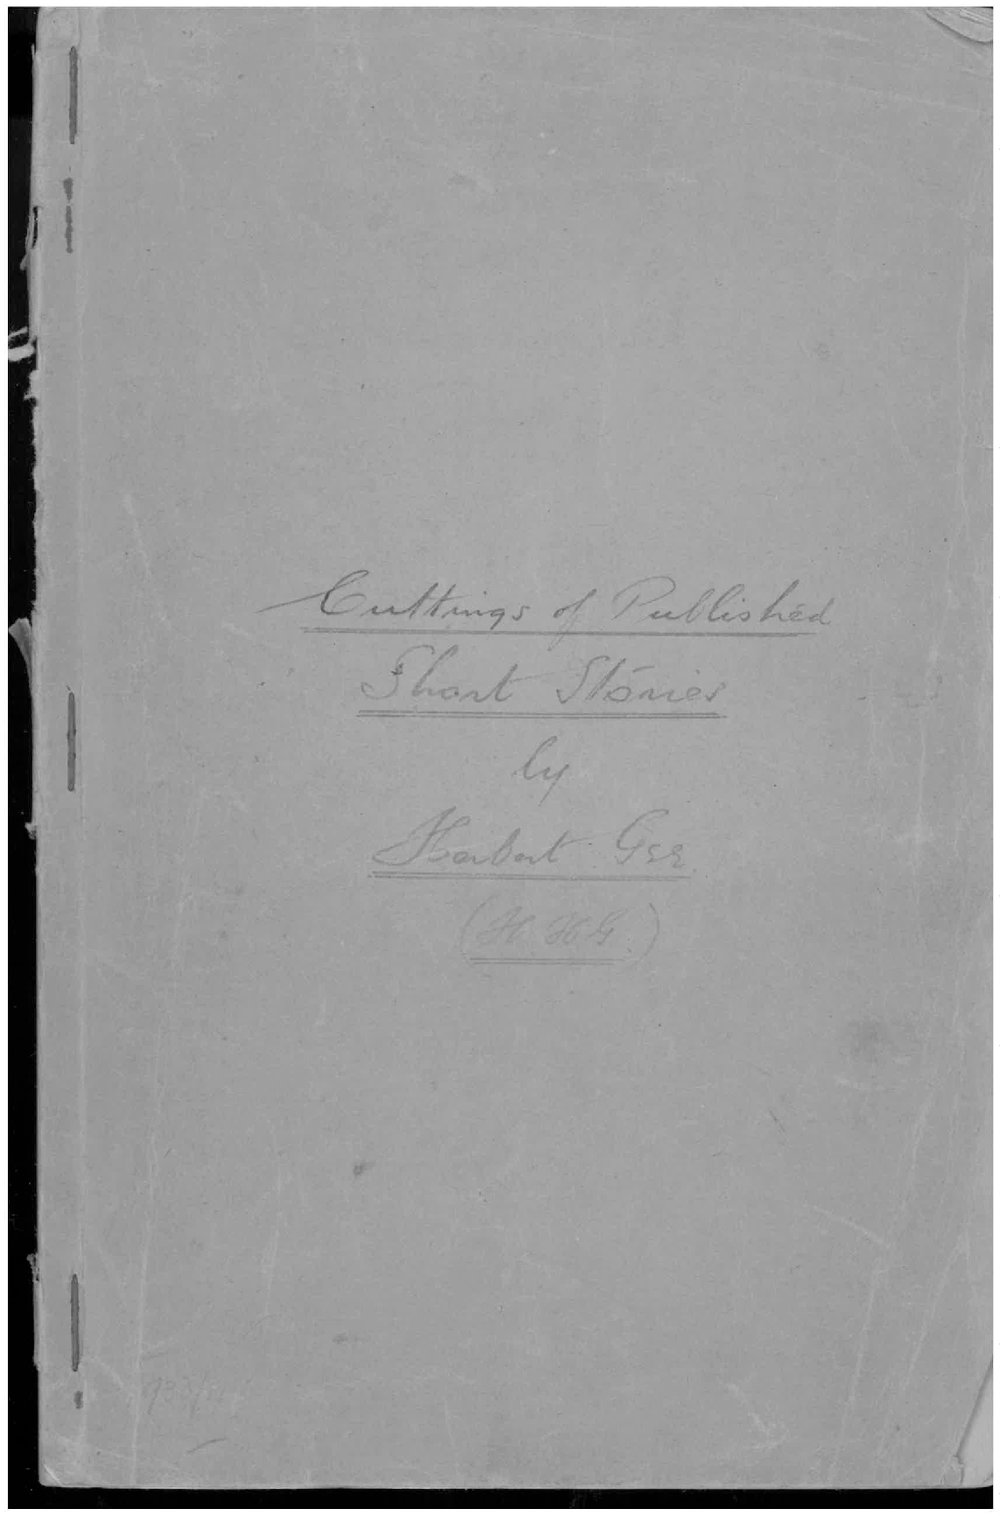 Cuttings of Published
Short Stories
by
Herbert Gee
(H H G.)